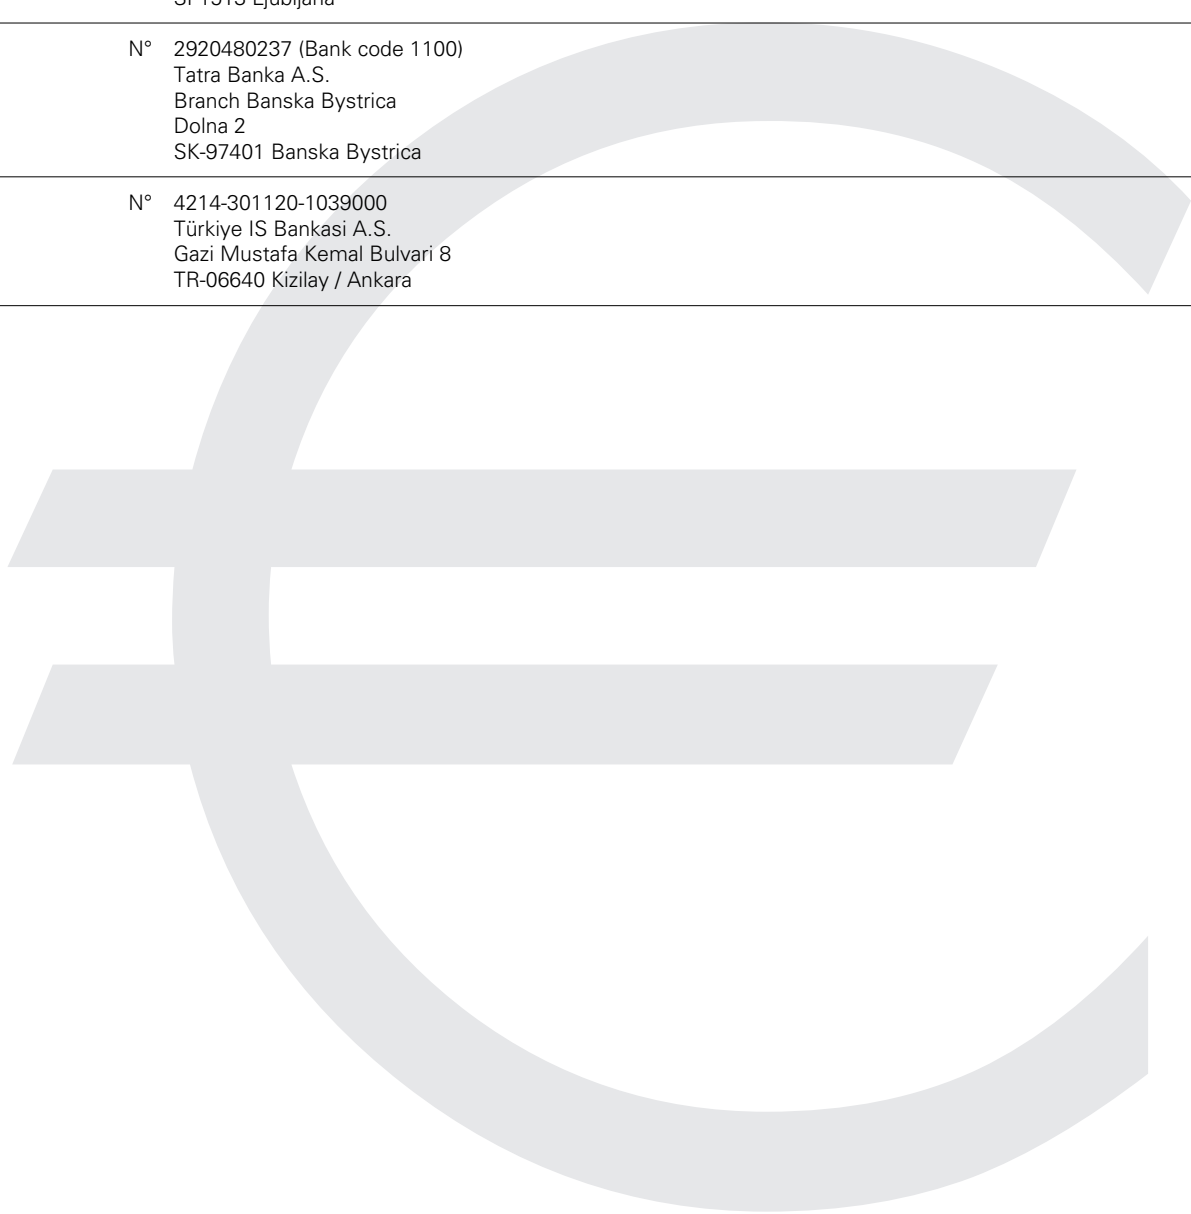 N° 2920480237 (Bank code 1100)
Tatra Banka A.S.
Branch Banska Bystrica
Dolna 2
SK-97401 Banska Bystrica
N° 4214-301120-1039000
Türkiye IS Bankasi A.S.
Gazi Mustafa Kemal Bulvari 8
TR-06640 Kizilay / Ankara